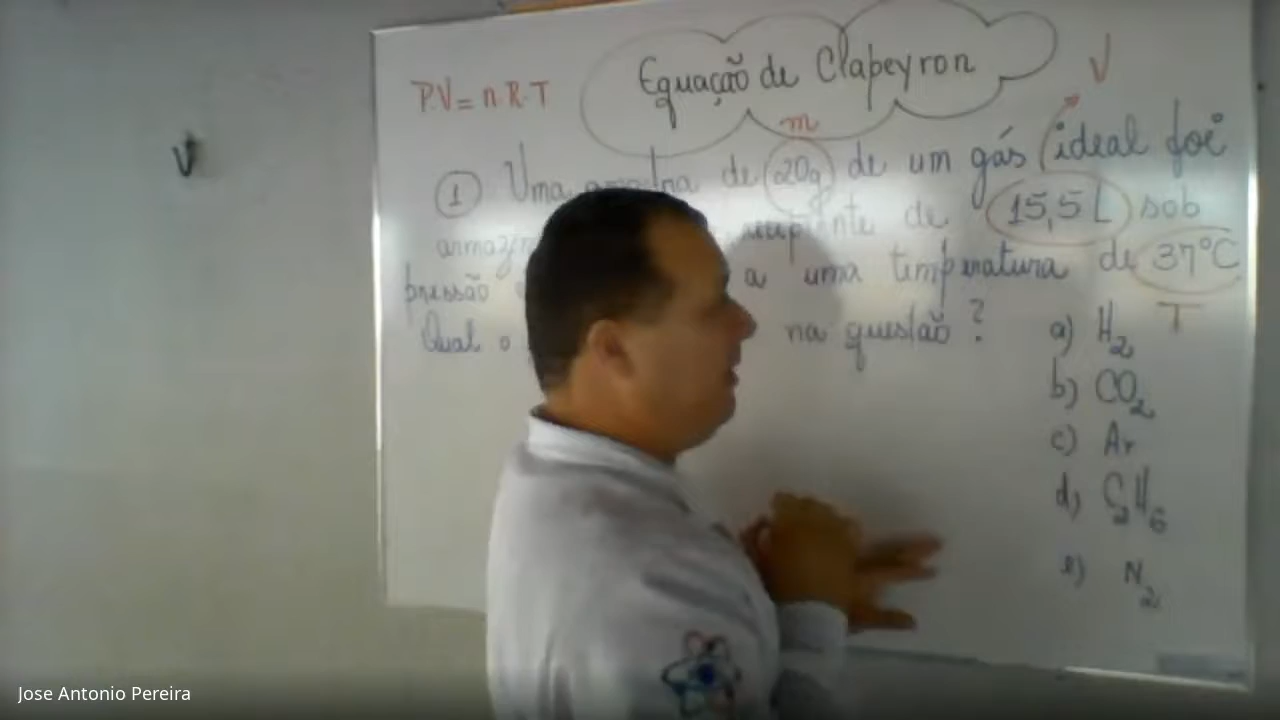 Equação de Clapeyron
P.V = n.R.T
V
m
① Uma de 20g de um gás ideal foi
de 15,5 L sob
pressão a uma temperatura de 37°C
T
Qual o na questão ?
a) H₂
b) CO₂
c) Ar
d) C₂H₆
e) N₂
Jose Antonio Pereira